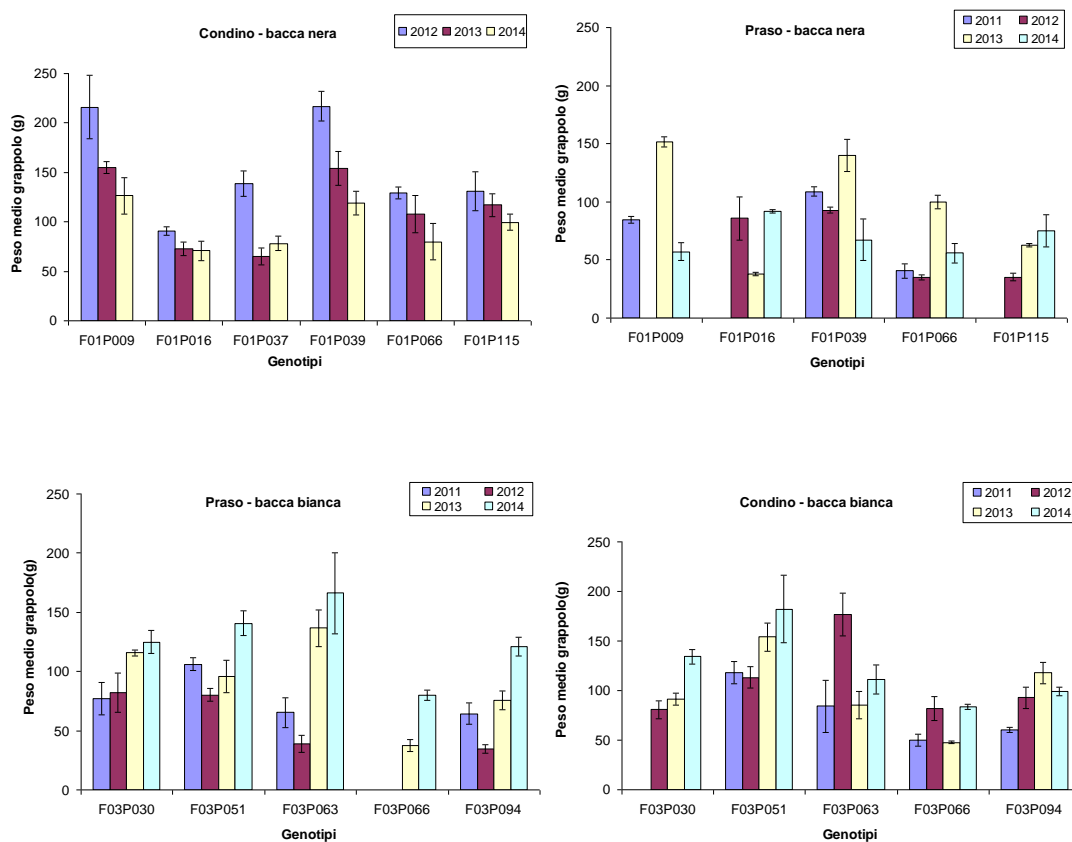 Condino - bacca nera
2012 2013 2014
Peso medio grappolo (g)
250
200
150
100
50
0
F01P009 F01P016 F01P037 F01P039 F01P066 F01P115
Genotipi
Praso - bacca nera
2011 2012
2013 2014
Peso medio grappolo (g)
250
200
150
100
50
0
F01P009 F01P016 F01P039 F01P066 F01P115
Genotipi
Praso - bacca bianca
2011 2012
2013 2014
Peso medio grappolo(g)
250
200
150
100
50
0
F03P030 F03P051 F03P063 F03P066 F03P094
Genotipi
Condino - bacca bianca
2011 2012
2013 2014
Peso medio grappolo(g)
250
200
150
100
50
0
F03P030 F03P051 F03P063 F03P066 F03P094
Genotipi